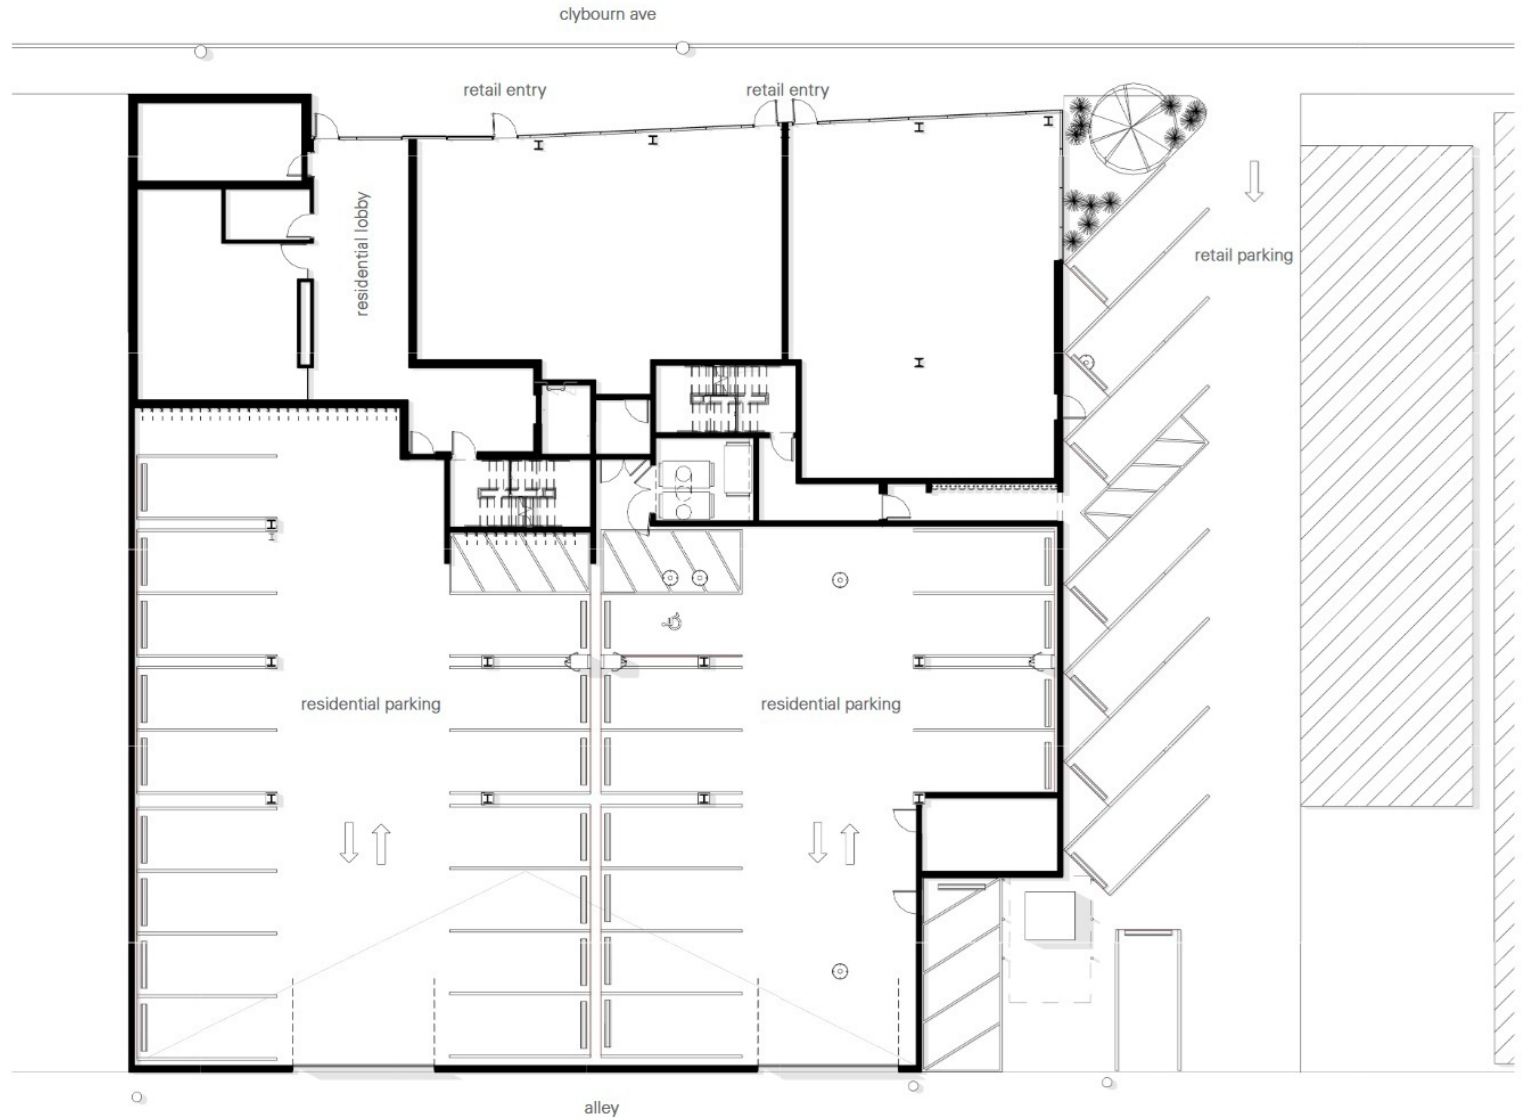 clybourn ave
retail entry
retail entry
residential lobby
retail parking
residential parking
residential parking
alley